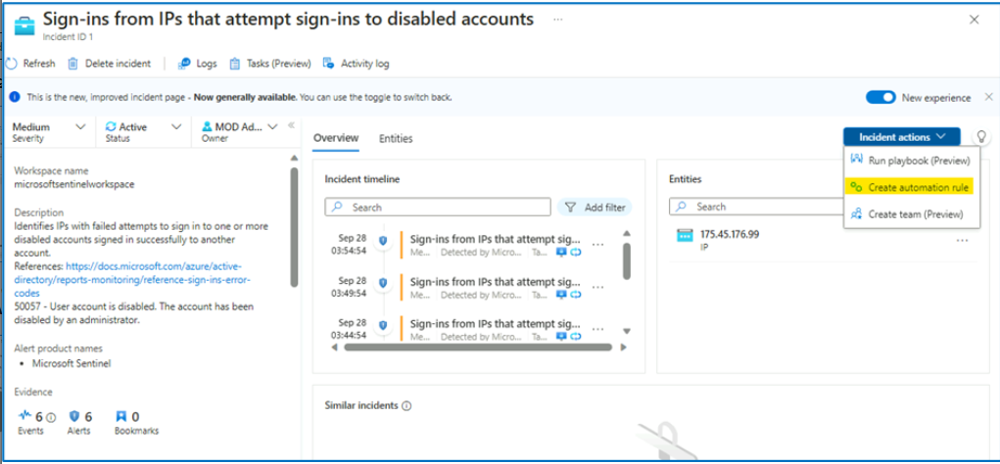 Sign-ins from IPs that attempt sign-ins to disabled accounts ...
Incident ID 1
Refresh Delete incident Logs Tasks (Preview) Activity log
This is the new, improved incident page - Now generally available. You can use the toggle to switch back.
New experience
Medium
Severity
Active
Status
MOD Ad...
Owner
Workspace name
microsoftsentinelworkspace
Description
Identifies IPs with failed attempts to sign in to one or more
disabled accounts signed in successfully to another
account.
References: https://docs.microsoft.com/azure/active-
directory/reports-monitoring/reference-sign-ins-error-
codes
50057 - User account is disabled. The account has been
disabled by an administrator.
Alert product names
• Microsoft Sentinel
Evidence
6 Events
6 Alerts
0 Bookmarks
Overview Entities
Incident actions
Run playbook (Preview)
Create automation rule
Create team (Preview)
Incident timeline
Search
Add filter
Sep 28
03:54:54
Sign-ins from IPs that attempt sig... ...
Me... Detected by Micro... Ta...
Sep 28
03:49:54
Sign-ins from IPs that attempt sig... ...
Me... Detected by Micro... Ta...
Sep 28
03:44:54
Sign-ins from IPs that attempt sig... ...
Me... Detected by Micro... Ta...
Entities
Search
175.45.176.99
IP
...
Similar incidents